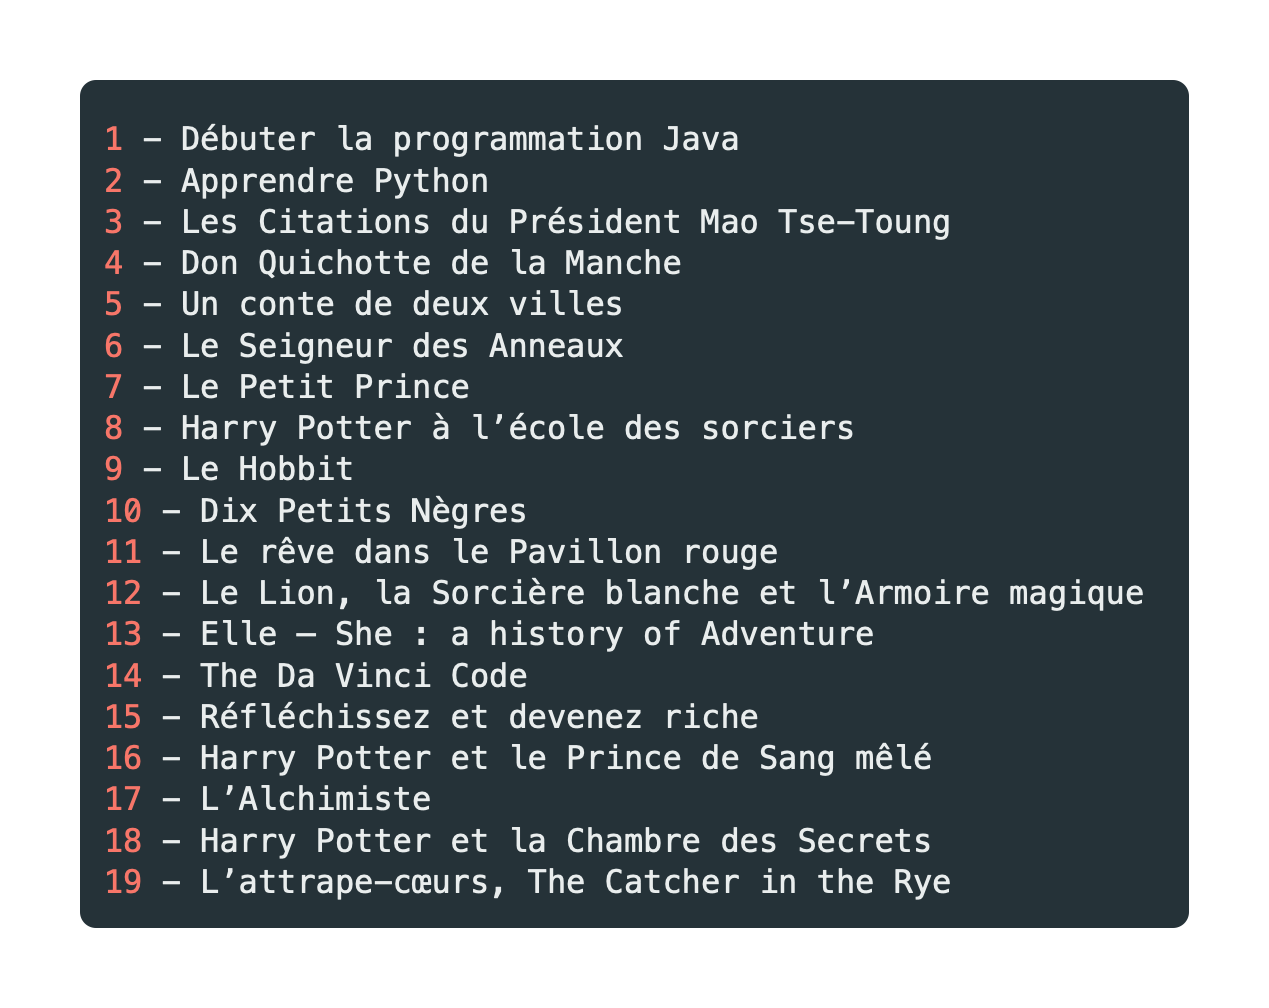 1 – Débuter la programmation Java
2 – Apprendre Python
3 – Les Citations du Président Mao Tse–Toung
4 – Don Quichotte de la Manche
5 – Un conte de deux villes
6 – Le Seigneur des Anneaux
7 – Le Petit Prince
8 – Harry Potter à l’école des sorciers
9 – Le Hobbit
10 – Dix Petits Nègres
11 – Le rêve dans le Pavillon rouge
12 – Le Lion, la Sorcière blanche et l’Armoire magique
13 – Elle – She : a history of Adventure
14 – The Da Vinci Code
15 – Réfléchissez et devenez riche
16 – Harry Potter et le Prince de Sang mêlé
17 – L’Alchimiste
18 – Harry Potter et la Chambre des Secrets
19 – L’attrape–cœurs, The Catcher in the Rye